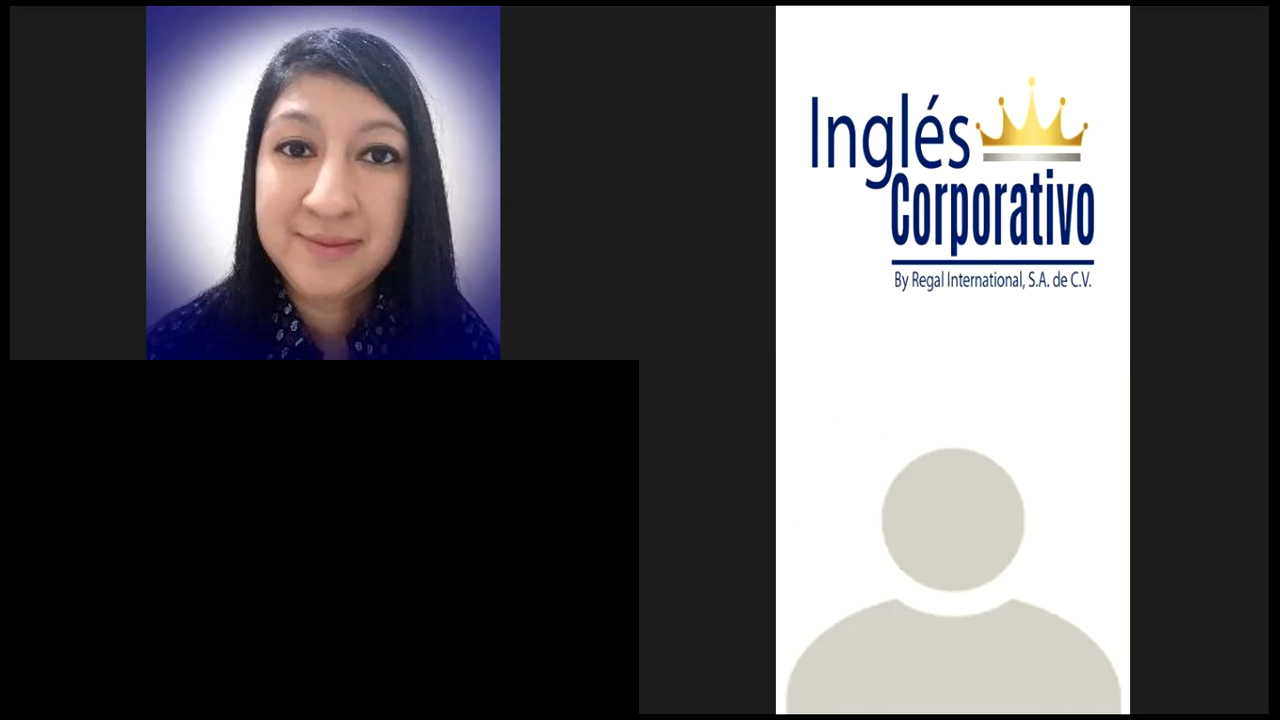 Inglés
Corporativo
By Regal International, S.A. de C.V.